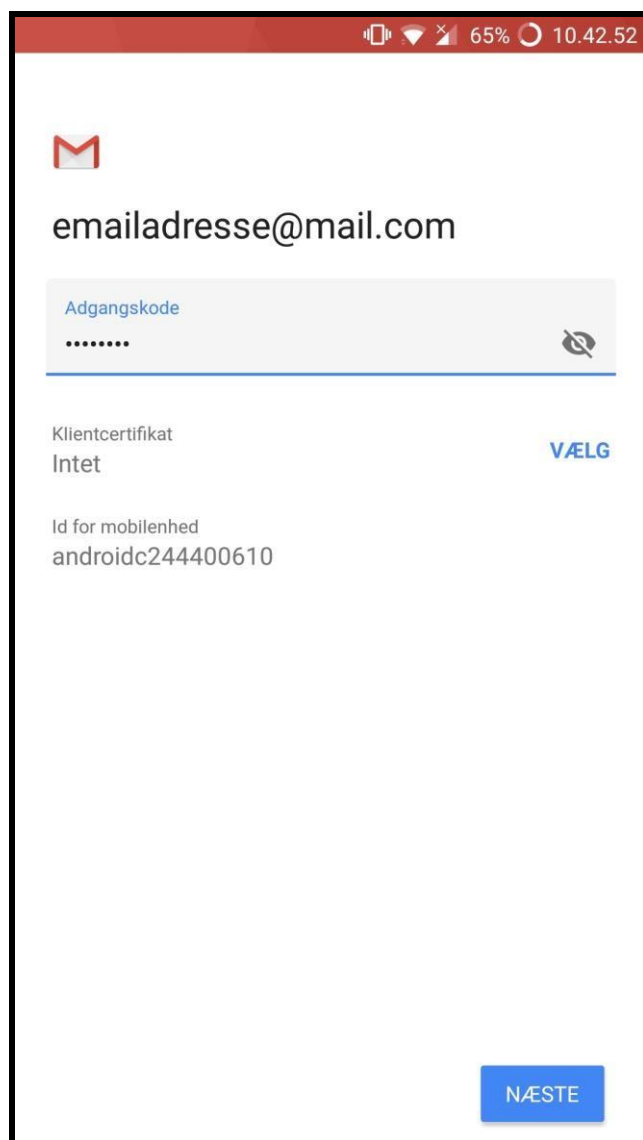 65% 10.42.52
emailadresse@mail.com
Adgangskode
••••••••
Klientcertifikat
Intet
VÆLG
Id for mobilenhed
androidc244400610
NÆSTE